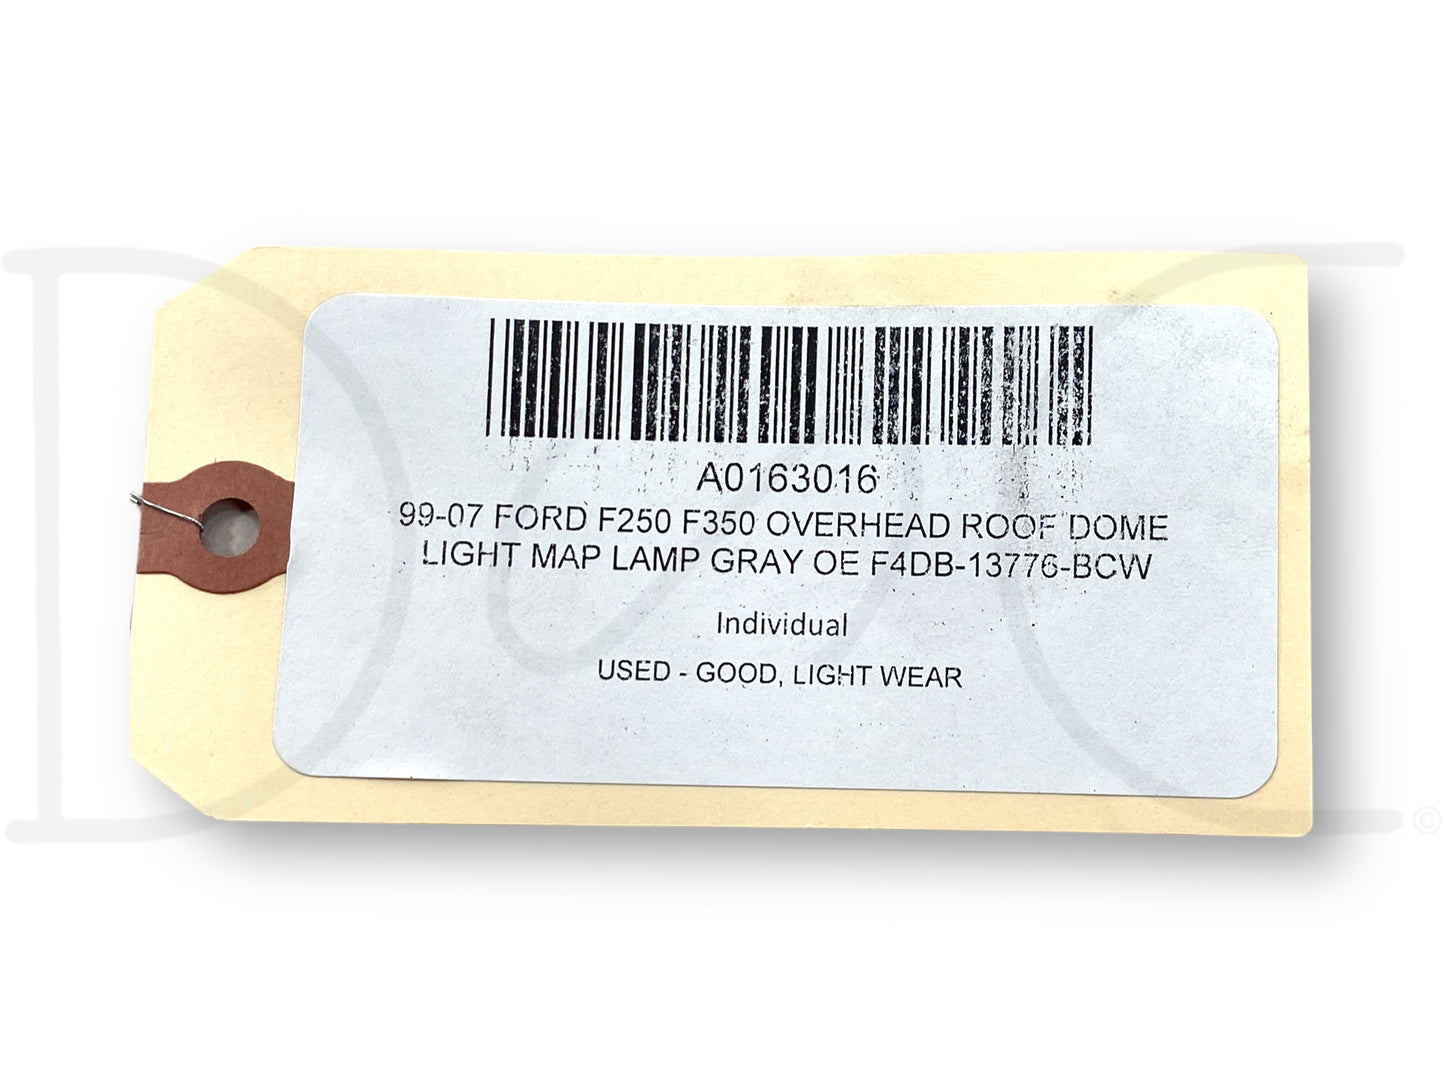 A0163016
99-07 FORD F250 F350 OVERHEAD ROOF DOME
LIGHT MAP LAMP GRAY OE F4DB-13776-BCW
Individual
USED - GOOD, LIGHT WEAR
©